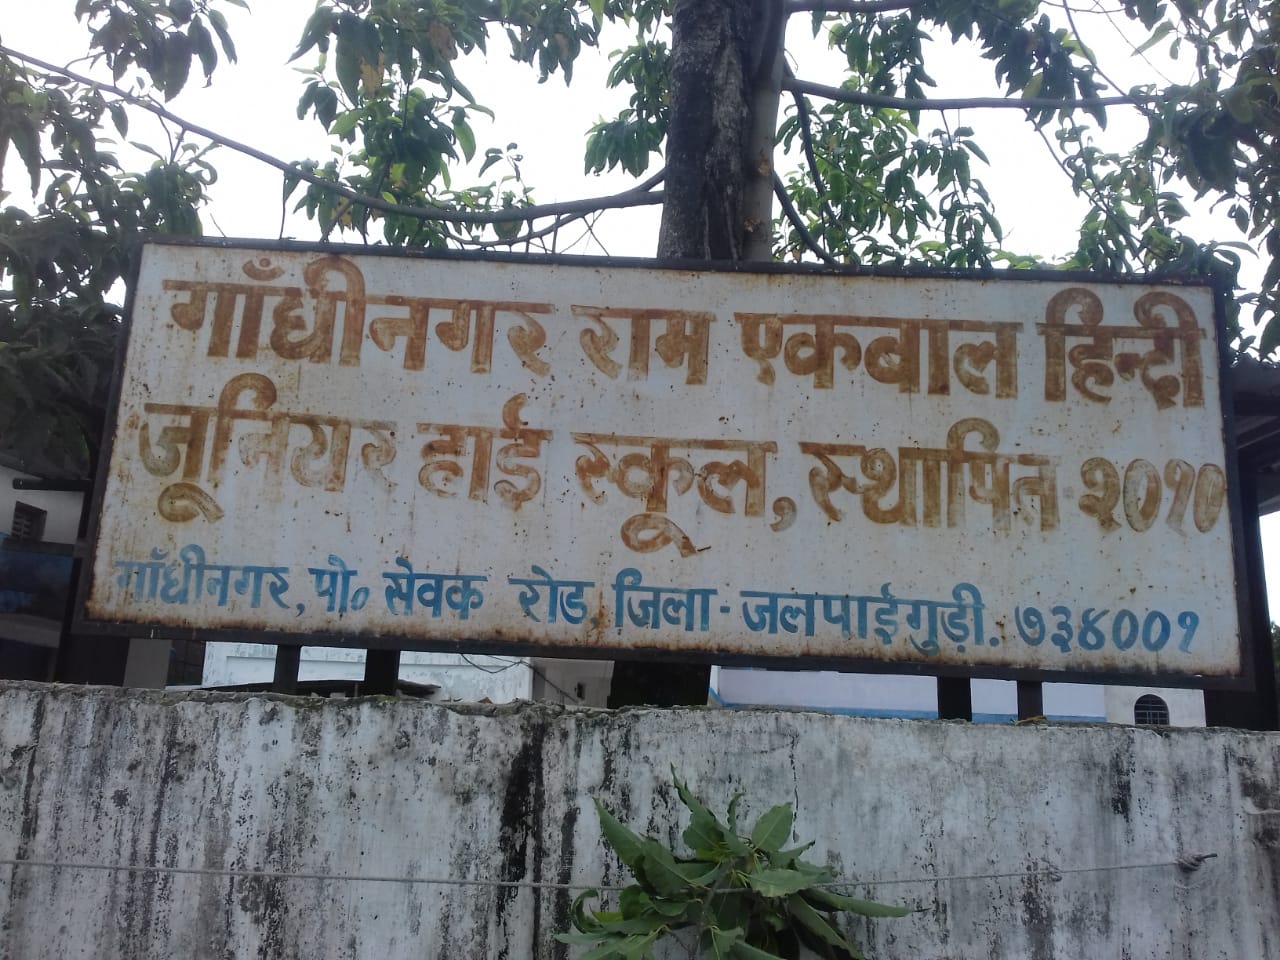 गाँधीनगर राम एकबाल हिन्दी
जूनियर हाई स्कूल, स्थापित २०१०
गाँधीनगर, पो० सेवक रोड, जिला - जलपाईगुड़ी. ७३४००१